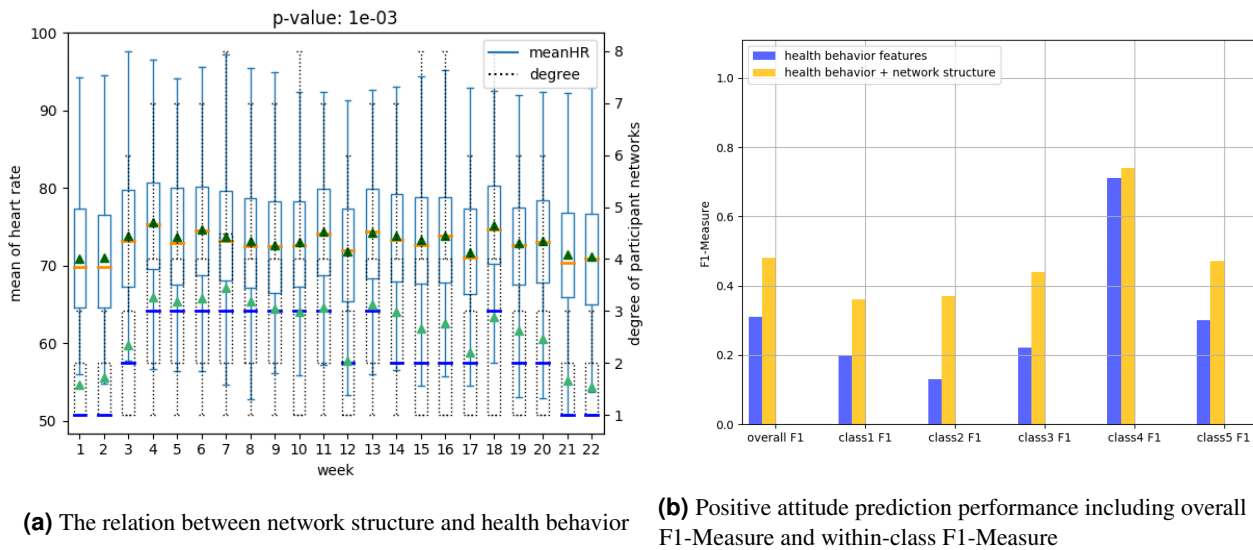 p-value: 1e-03
100
90
80
70
60
50
mean of heart rate
meanHR
degree
8
7
6
5
4
3
2
1
degree of participant networks
1 2 3 4 5 6 7 8 9 10 11 12 13 14 15 16 17 18 19 20 21 22
week
(a) The relation between network structure and health behavior
health behavior features
health behavior + network structure
1.0
0.8
0.6
0.4
0.2
0.0
F1-Measure
overall F1 class1 F1 class2 F1 class3 F1 class4 F1 class5 F1
(b) Positive attitude prediction performance including overall
F1-Measure and within-class F1-Measure